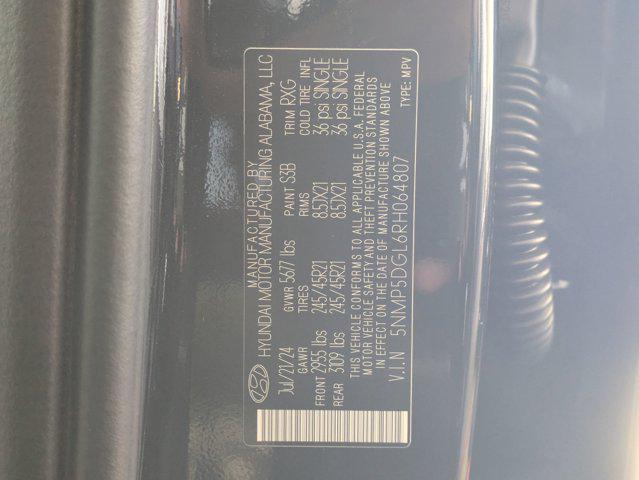 MANUFACTURED BY
HYUNDAI MOTOR MANUFACTURING ALABAMA, LLC
Jul/21/24 GVWR 5677 lbs PAINT S3B TRIM RXG
GAWR TIRES RIMS COLD TIRE INFL
FRONT 2955 lbs 245/45R21 8.5JX21 36 psi SINGLE
REAR 3109 lbs 245/45R21 8.5JX21 36 psi SINGLE
THIS VEHICLE CONFORMS TO ALL APPLICABLE U.S.A. FEDERAL
MOTOR VEHICLE SAFETY AND THEFT PREVENTION STANDARDS
IN EFFECT ON THE DATE OF MANUFACTURE SHOWN ABOVE
V.I.N 5NMP5DGL6RH064807 TYPE: MPV